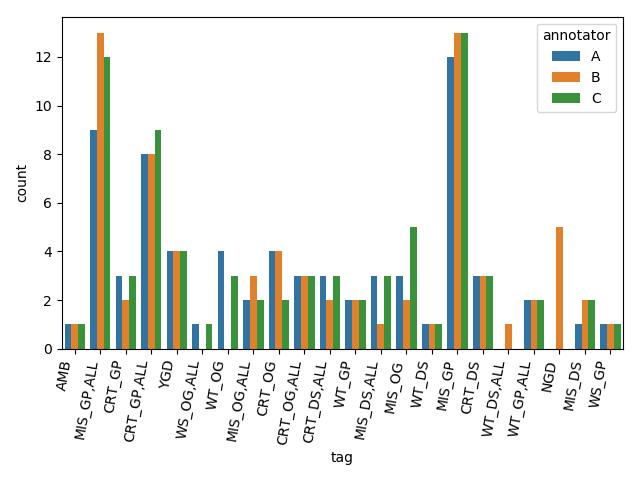 annotator
A
B
C
12
10
8
6
4
2
0
count
AMB
MIS_GP,ALL
CRT_GP
CRT_GP,ALL
YGD
WS_OG,ALL
WT_OG
MIS_OG,ALL
CRT_OG
CRT_OG,ALL
CRT_DS,ALL
WT_GP
MIS_DS,ALL
MIS_OG
WT_DS
MIS_GP
CRT_DS
WT_DS,ALL
WT_GP,ALL
NGD
MIS_DS
WS_GP
tag